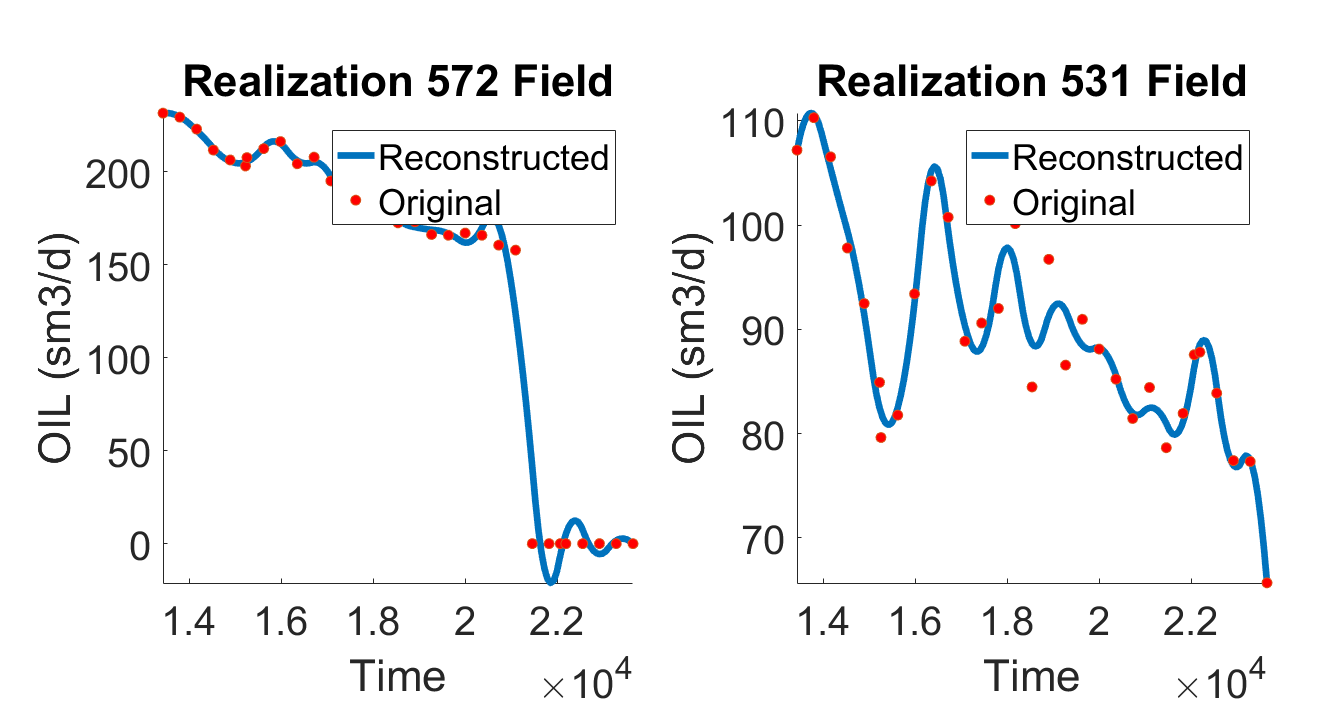 Realization 572 Field
Reconstructed
Original
OIL (sm3/d)
200
150
100
50
0
1.4 1.6 1.8 2 2.2
Time
×10^4
Realization 531 Field
Reconstructed
Original
OIL (sm3/d)
110
100
90
80
70
1.4 1.6 1.8 2 2.2
Time
×10^4